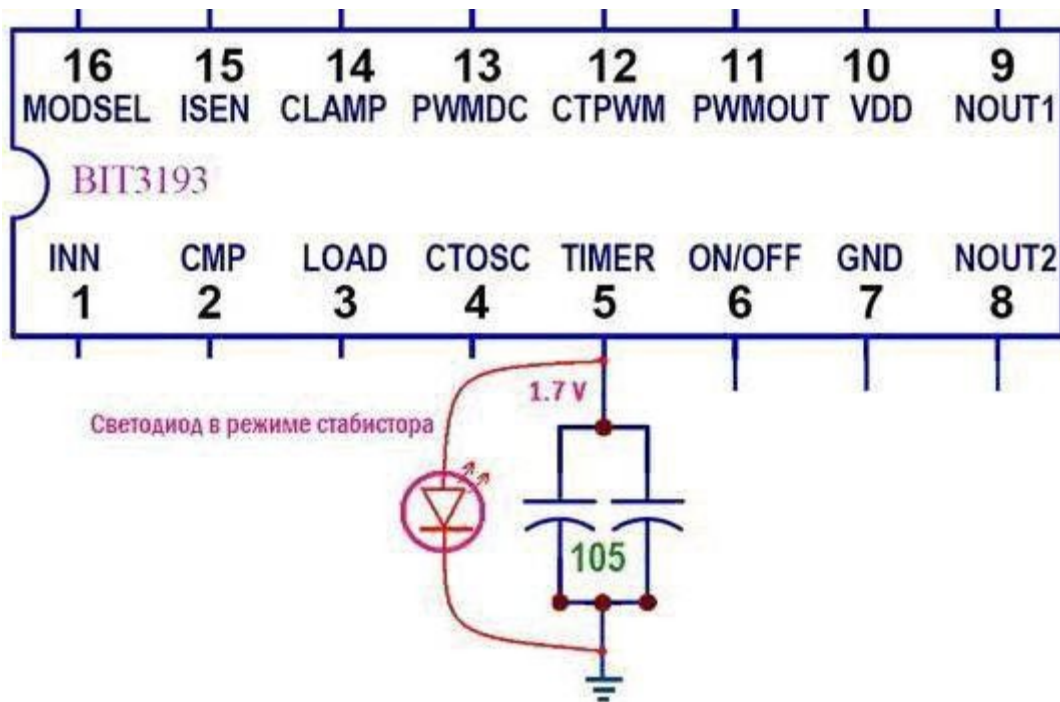 16 15 14 13 12 11 10 9
MODSEL ISEN CLAMP PWMDC CTPWM PWMOUT VDD NOUT1
BIT3193
INN CMP LOAD CTOSC TIMER ON/OFF GND NOUT2
1 2 3 4 5 6 7 8
1.7 V
Светодиод в режиме стабистора
105